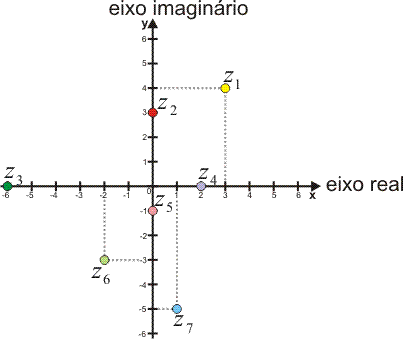 eixo imaginário
y
6
5
z1
4
z2
3
2
1
z3
z4
eixo real
-6 -5 -4 -3 -2 -1 0 1 2 3 4 5 6 x
z5
-1
-2
-3
z6
-4
-5
z7
-6